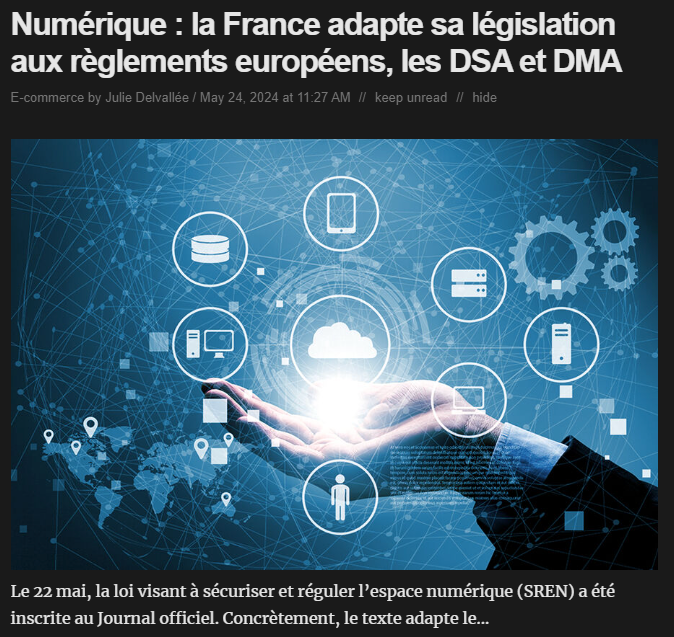 Numérique : la France adapte sa législation
aux règlements européens, les DSA et DMA
E-commerce by Julie Delvallée / May 24, 2024 at 11:27 AM // keep unread // hide
Le 22 mai, la loi visant à sécuriser et réguler l’espace numérique (SREN) a été
inscrite au Journal officiel. Concrètement, le texte adapte le...